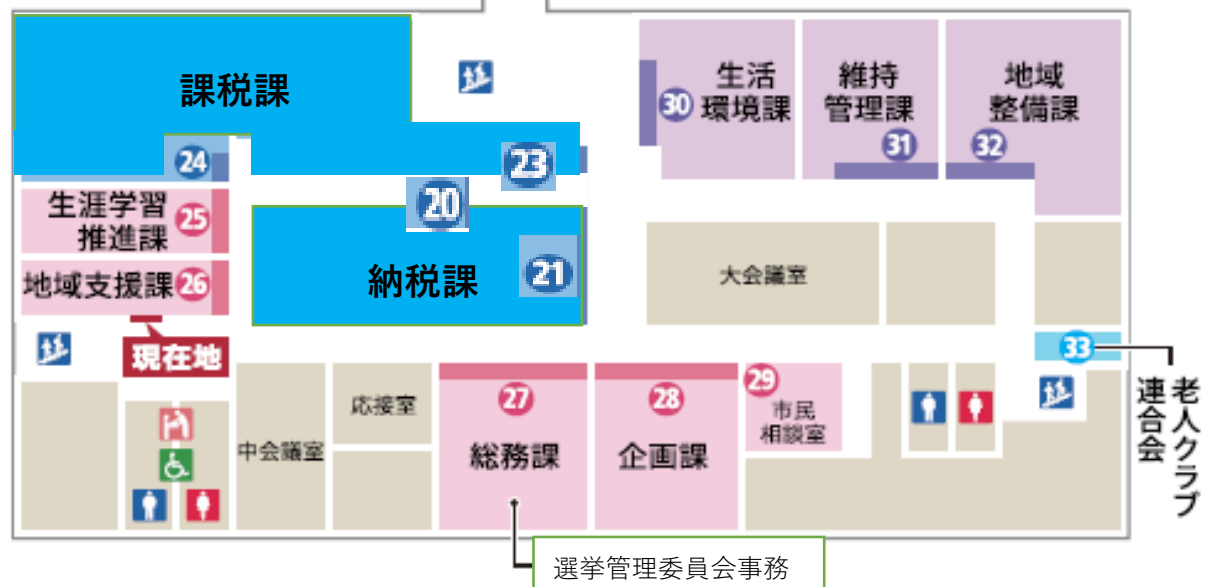 課税課
24
23
20
生涯学習
推進課
25
地域支援課
26
納税課
21
現在地
30
生活
環境課
維持
管理課
31
地域
整備課
32
大会議室
33
老人クラブ
連合会
中会議室
応接室
27
総務課
28
企画課
29
市民
相談室
選挙管理委員会事務